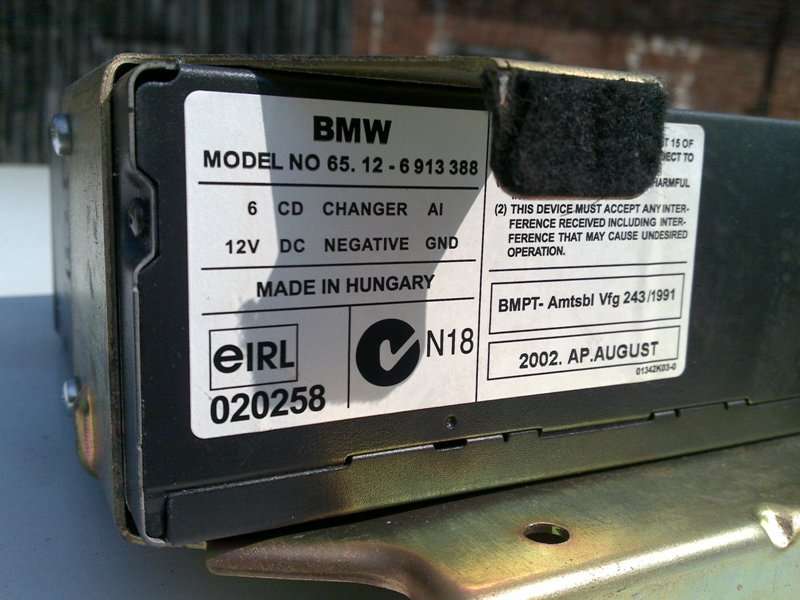 BMW
MODEL NO 65. 12 - 6 913 388
6 CD CHANGER AI
12V DC NEGATIVE GND
MADE IN HUNGARY
eIRL
020258
N18
15 OF
TO
HARMFUL
(2) THIS DEVICE MUST ACCEPT ANY INTER-
FERENCE RECEIVED INCLUDING INTER-
FERENCE THAT MAY CAUSE UNDESIRED
OPERATION.
BMPT- Amtsbl Vfg 243/1991
2002. AP.AUGUST
01342K03-0